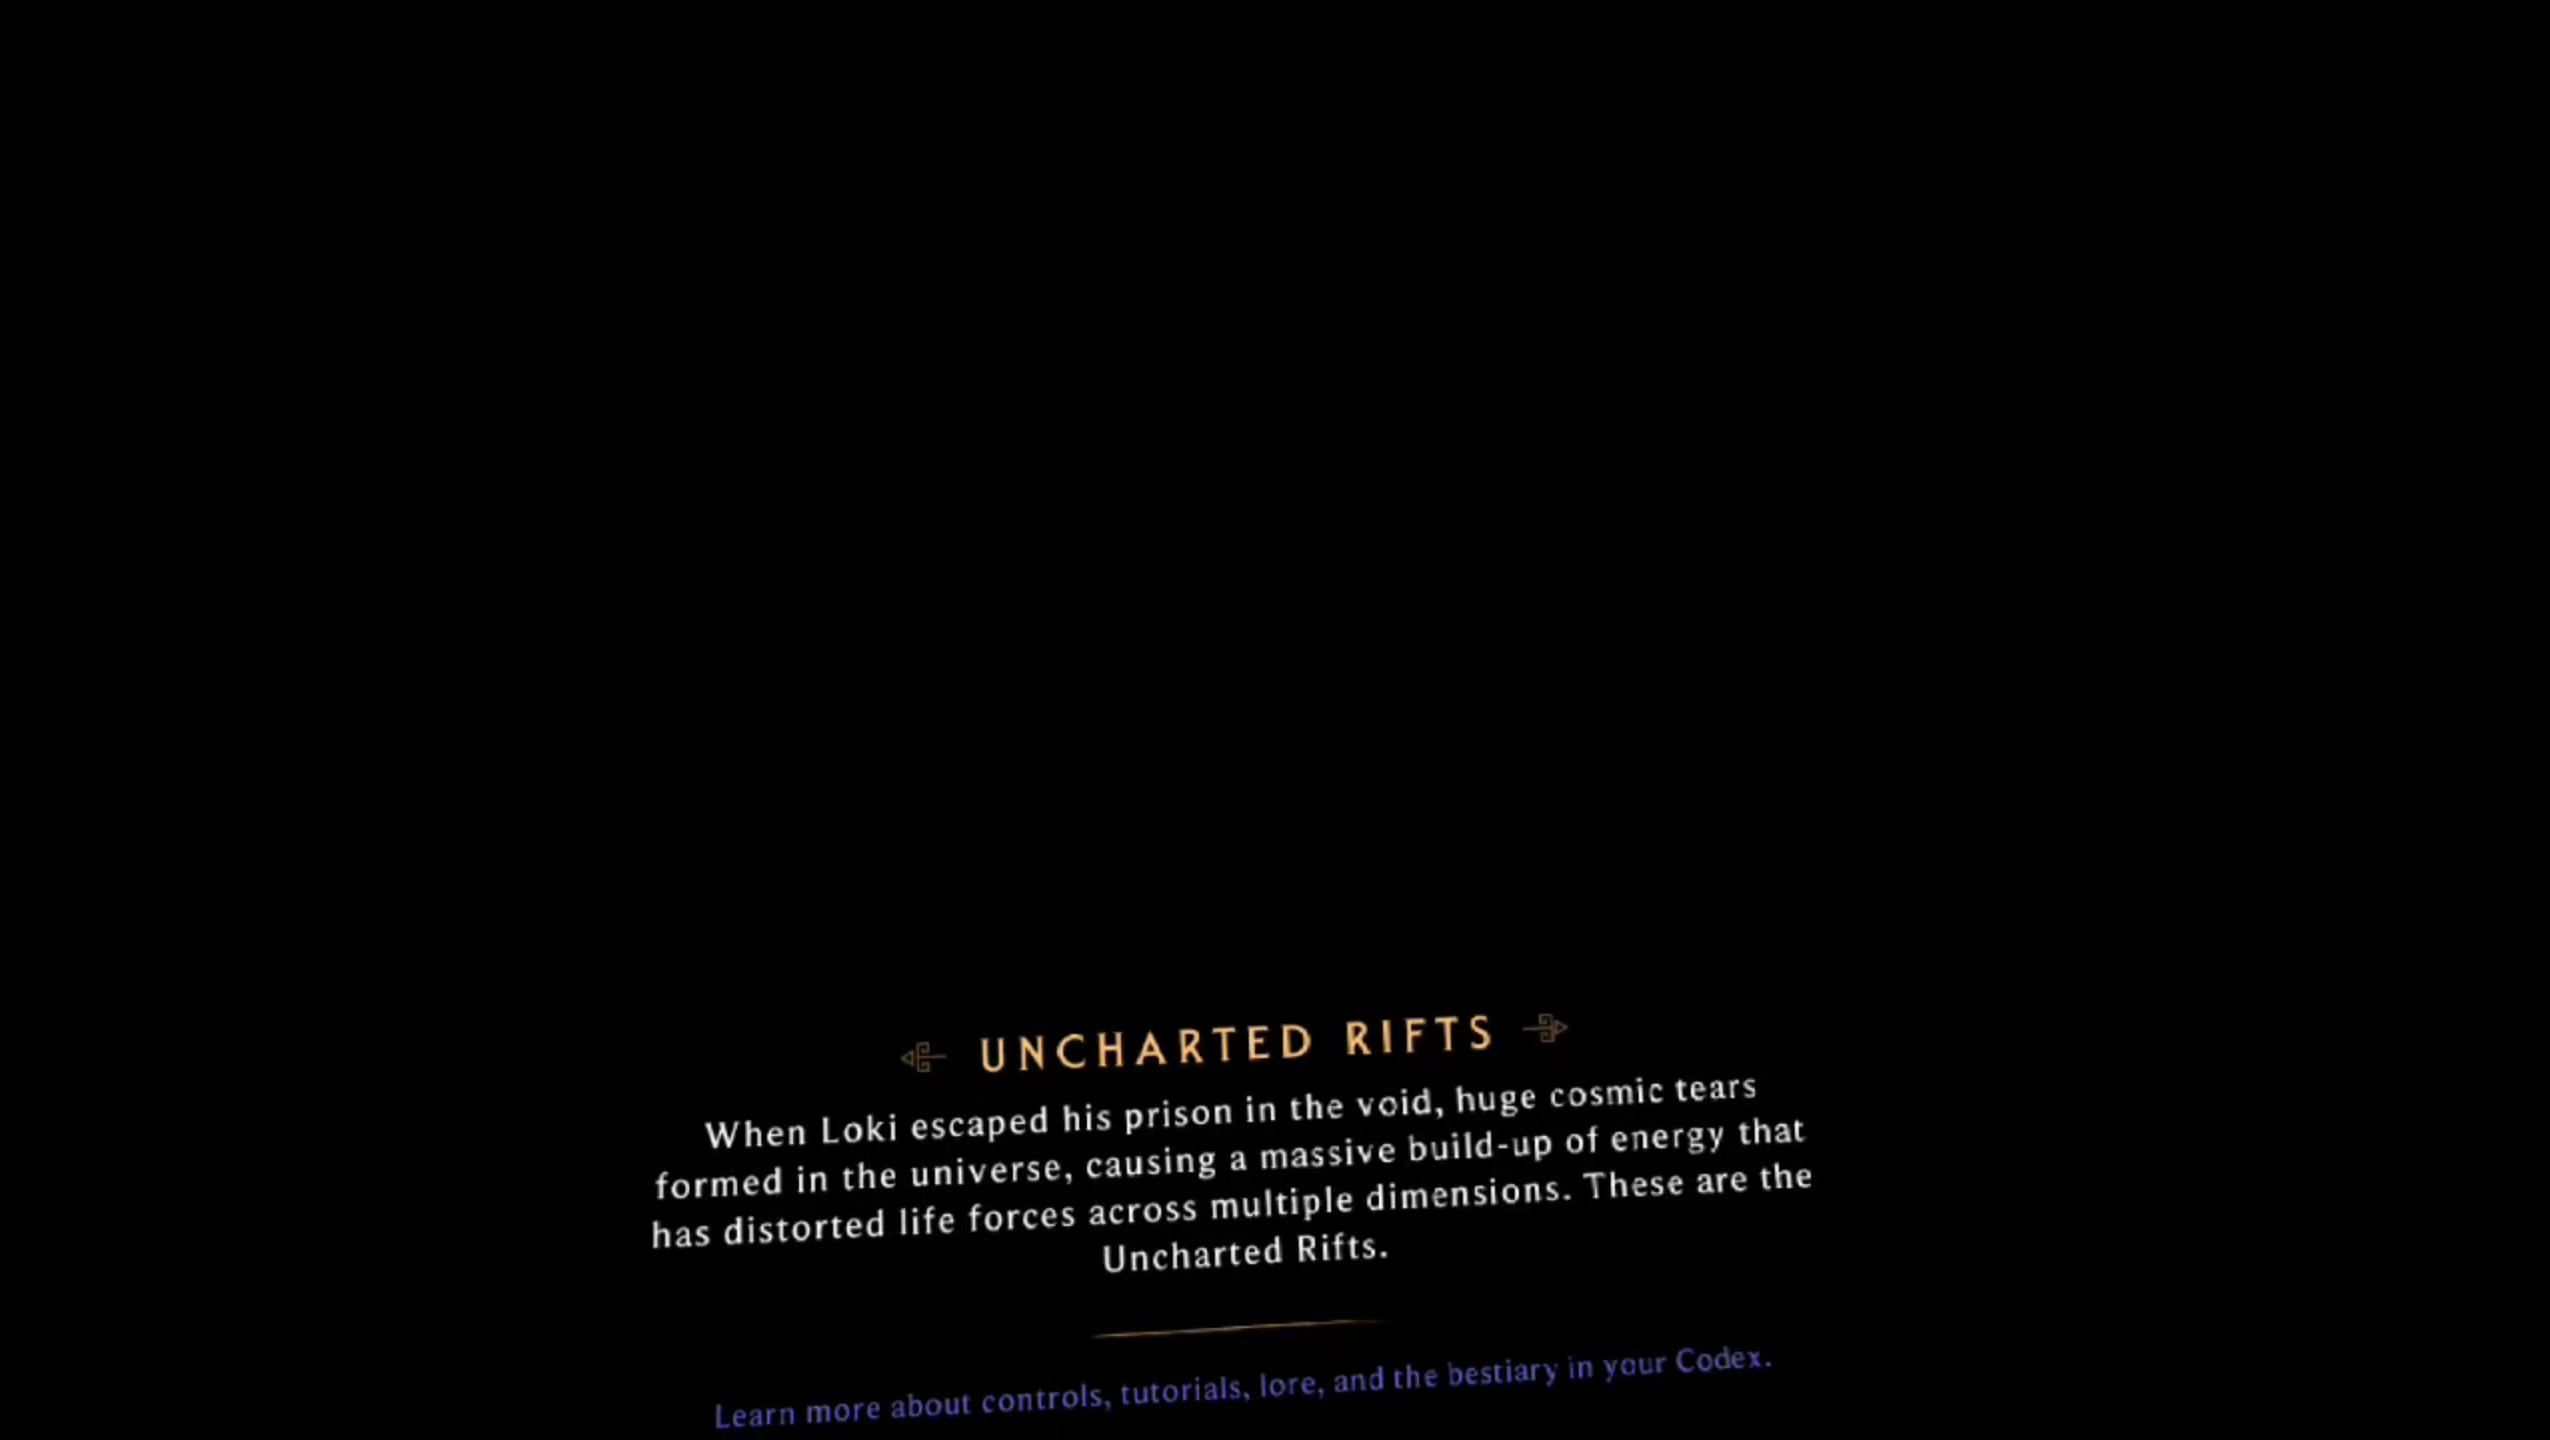 UNCHARTED RIFTS
When Loki escaped his prison in the void, huge cosmic tears
formed in the universe, causing a massive build-up of energy that
has distorted life forces across multiple dimensions. These are the
Uncharted Rifts.
Learn more about controls, tutorials, lore, and the bestiary in your Codex.